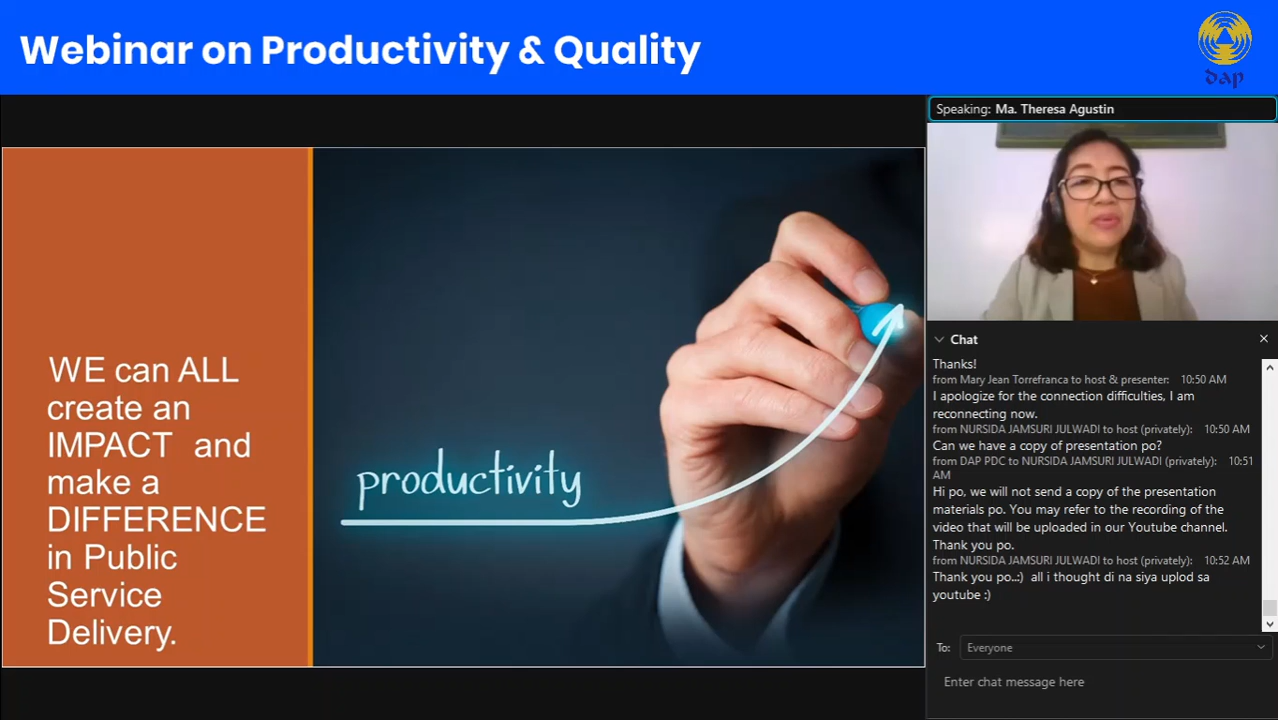 Webinar on Productivity & Quality
dap
Speaking: Ma. Theresa Agustin
WE can ALL
create an
IMPACT and
make a
DIFFERENCE
in Public
Service
Delivery.
productivity
Chat
Thanks!
from Mary Jean Torrefranca to host & presenter: 10:50 AM
I apologize for the connection difficulties, I am
reconnecting now.
from NURSIDA JAMSURI JULWADI to host (privately): 10:50 AM
Can we have a copy of presentation po?
from DAP PDC to NURSIDA JAMSURI JULWADI (privately): 10:51
AM
Hi po, we will not send a copy of the presentation
materials po. You may refer to the recording of the
video that will be uploaded in our Youtube channel.
Thank you po.
from NURSIDA JAMSURI JULWADI to host (privately): 10:52 AM
Thank you po..:) all i thought di na siya uplod sa
youtube :)
To: Everyone
Enter chat message here